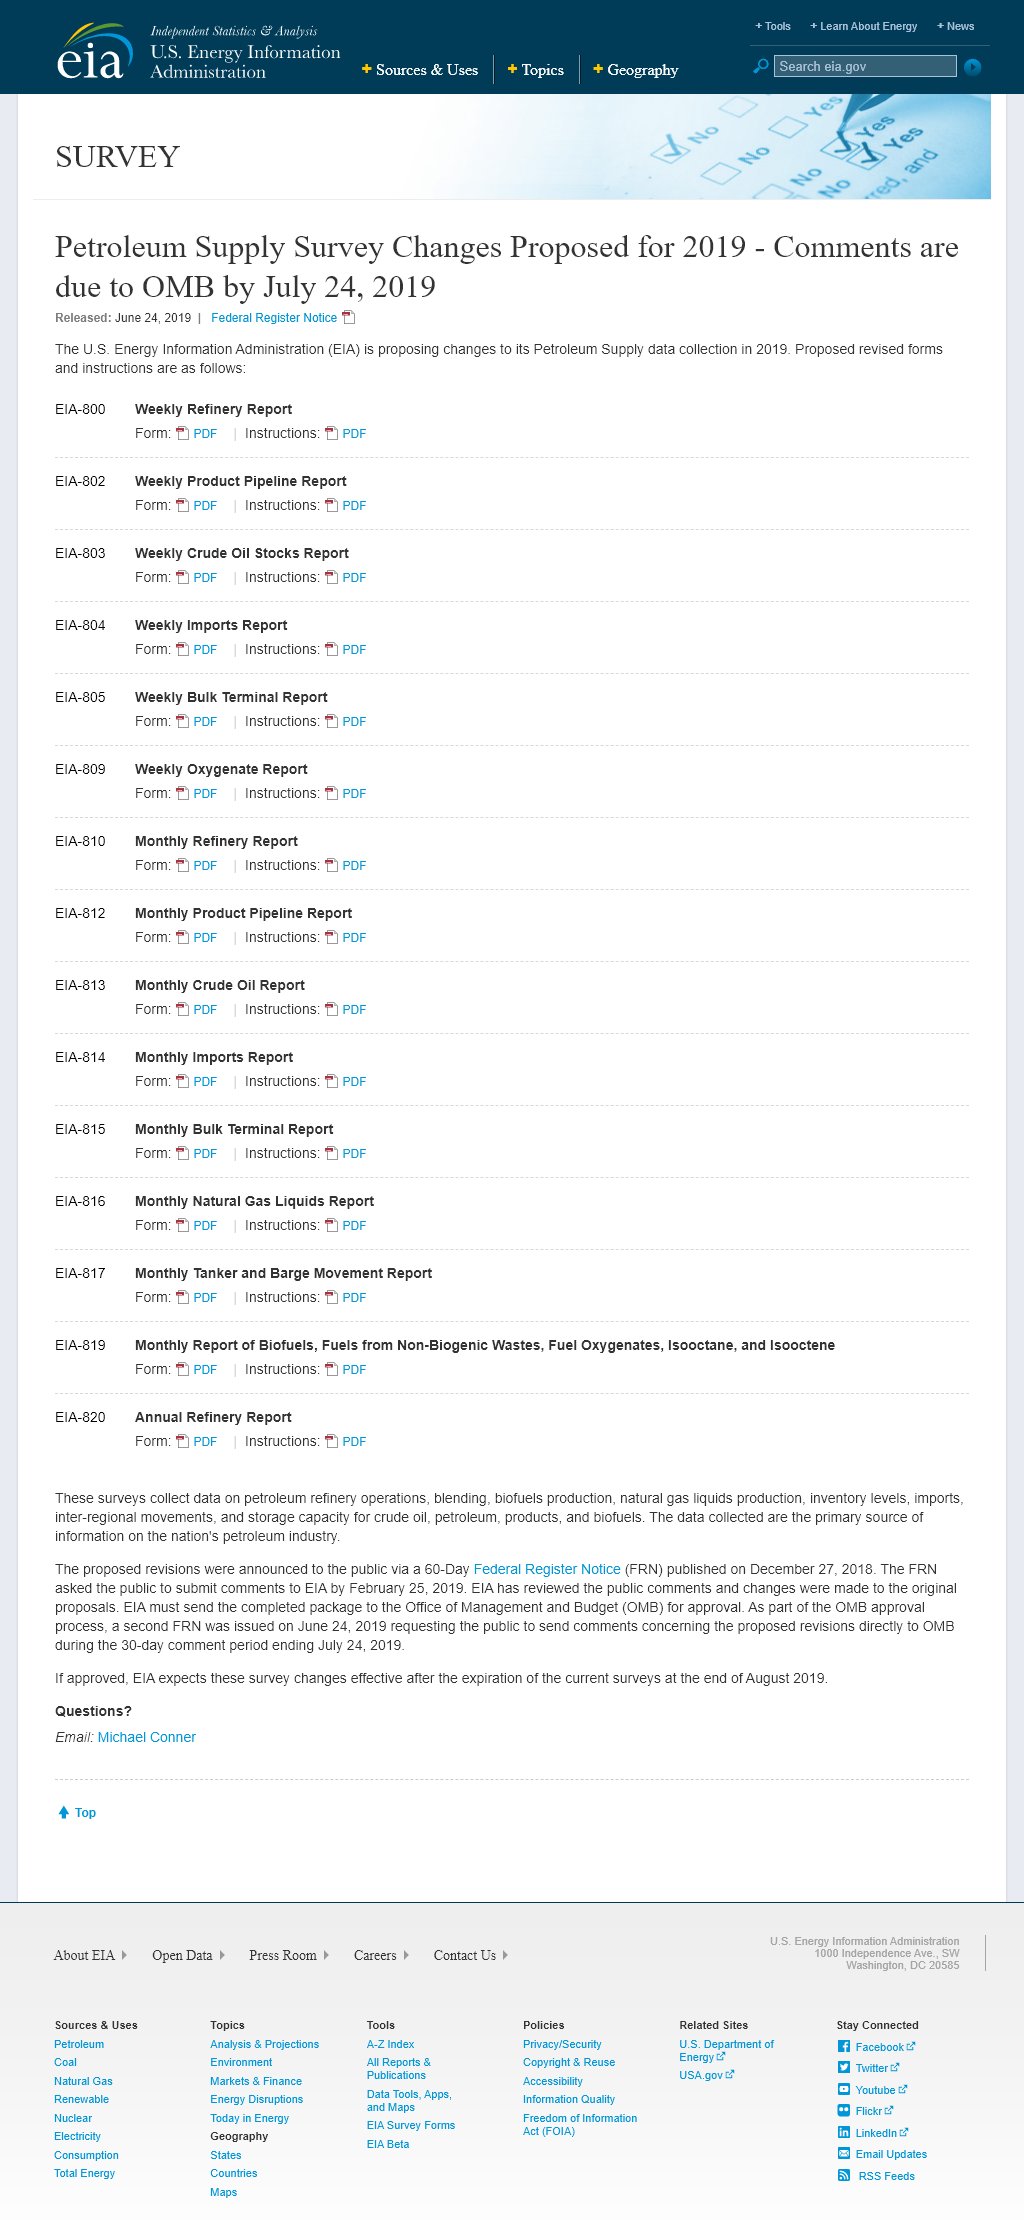 eia
Independent Statistics & Analysis
U.S. Energy Information
Administration
+ Sources & Uses
+ Topics
+ Geography
+ Tools
+ Learn About Energy
+ News
Search eia.gov
SURVEY
No
Yes
Yes
No
Yes
No
No
red, and
Petroleum Supply Survey Changes Proposed for 2019 - Comments are
due to OMB by July 24, 2019
Released: June 24, 2019 | Federal Register Notice
The U.S. Energy Information Administration (EIA) is proposing changes to its Petroleum Supply data collection in 2019. Proposed revised forms
and instructions are as follows:
EIA-800 Weekly Refinery Report
Form: PDF | Instructions: PDF
EIA-802 Weekly Product Pipeline Report
Form: PDF | Instructions: PDF
EIA-803 Weekly Crude Oil Stocks Report
Form: PDF | Instructions: PDF
EIA-804 Weekly Imports Report
Form: PDF | Instructions: PDF
EIA-805 Weekly Bulk Terminal Report
Form: PDF | Instructions: PDF
EIA-809 Weekly Oxygenate Report
Form: PDF | Instructions: PDF
EIA-810 Monthly Refinery Report
Form: PDF | Instructions: PDF
EIA-812 Monthly Product Pipeline Report
Form: PDF | Instructions: PDF
EIA-813 Monthly Crude Oil Report
Form: PDF | Instructions: PDF
EIA-814 Monthly Imports Report
Form: PDF | Instructions: PDF
EIA-815 Monthly Bulk Terminal Report
Form: PDF | Instructions: PDF
EIA-816 Monthly Natural Gas Liquids Report
Form: PDF | Instructions: PDF
EIA-817 Monthly Tanker and Barge Movement Report
Form: PDF | Instructions: PDF
EIA-819 Monthly Report of Biofuels, Fuels from Non-Biogenic Wastes, Fuel Oxygenates, Isooctane, and Isooctene
Form: PDF | Instructions: PDF
EIA-820 Annual Refinery Report
Form: PDF | Instructions: PDF
These surveys collect data on petroleum refinery operations, blending, biofuels production, natural gas liquids production, inventory levels, imports,
inter-regional movements, and storage capacity for crude oil, petroleum, products, and biofuels. The data collected are the primary source of
information on the nation's petroleum industry.
The proposed revisions were announced to the public via a 60-Day Federal Register Notice (FRN) published on December 27, 2018. The FRN
asked the public to submit comments to EIA by February 25, 2019. EIA has reviewed the public comments and changes were made to the original
proposals. EIA must send the completed package to the Office of Management and Budget (OMB) for approval. As part of the OMB approval
process, a second FRN was issued on June 24, 2019 requesting the public to send comments concerning the proposed revisions directly to OMB
during the 30-day comment period ending July 24, 2019.
If approved, EIA expects these survey changes effective after the expiration of the current surveys at the end of August 2019.
Questions?
Email: Michael Conner
Top
About EIA
Open Data
Press Room
Careers
Contact Us
U.S. Energy Information Administration
1000 Independence Ave., SW
Washington, DC 20585
Sources & Uses
Petroleum
Coal
Natural Gas
Renewable
Nuclear
Electricity
Consumption
Total Energy
Topics
Analysis & Projections
Environment
Markets & Finance
Energy Disruptions
Today in Energy
Geography
States
Countries
Maps
Tools
A-Z Index
All Reports &
Publications
Data Tools, Apps,
and Maps
EIA Survey Forms
EIA Beta
Policies
Privacy/Security
Copyright & Reuse
Accessibility
Information Quality
Freedom of Information
Act (FOIA)
Related Sites
U.S. Department of
Energy
USA.gov
Stay Connected
Facebook
Twitter
Youtube
Flickr
LinkedIn
Email Updates
RSS Feeds